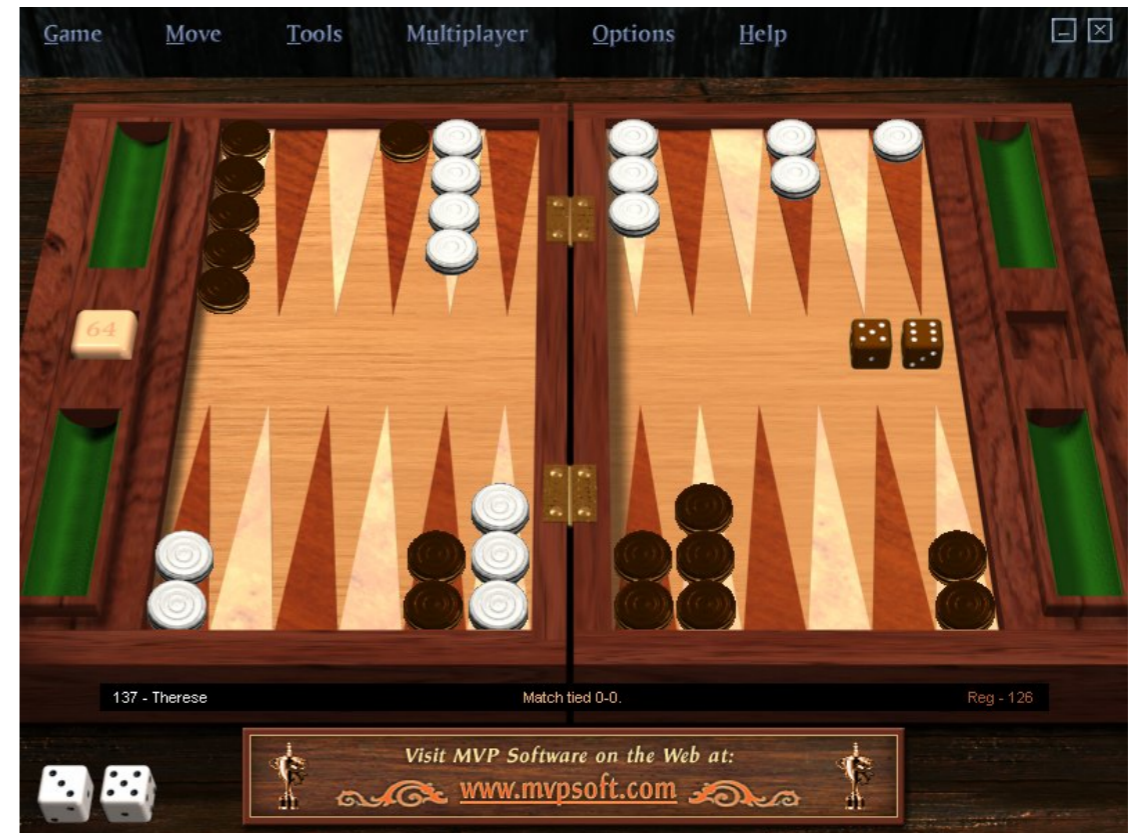 Game Move Tools Multiplayer Options Help
64
137 - Therese Match tied 0-0. Reg - 126
Visit MVP Software on the Web at:
www.mvpsoft.com